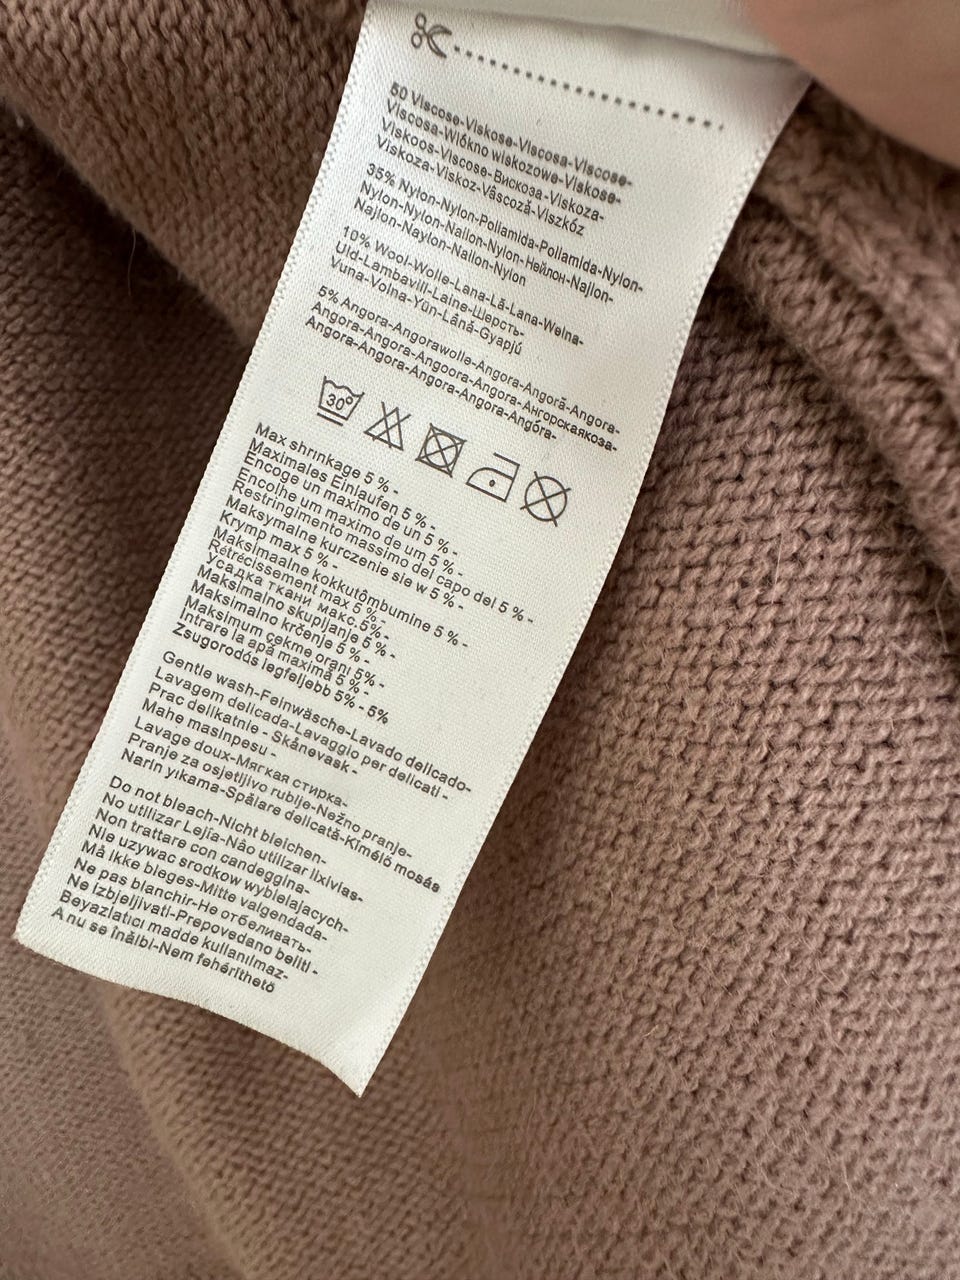 50 Viscose-Viskose-Viscosa-Viscose-
Viscosa-Włókno wiskozowe-Viskose-
Viskoos-Viscose-Вискоза-Viskoza-
Viskoza-Viskoz-Vâscoză-Viszkóz
35% Nylon-Nylon-Poliamida-Poliamida-Nylon-
Nylon-Nylon-Nailon-Nylon-Нейлон-Najlon-
Najlon-Naylon-Nailon-Nylon
10% Wool-Wolle-Lana-Lã-Lana-Welna-
Uld-Lambavill-Laine-Шерсть-
Vuna-Volna-Yün-Lână-Gyapjú
5% Angora-Angorawolle-Angora-Angorã-Angora-
Angora-Angora-Angoora-Angora-Ангорскаякоза-
Angora-Angora-Angora-Angora-Angóra-
30°
Max shrinkage 5 % -
Maximales Einlaufen 5 % -
Encoge un maximo de un 5 % -
Encolhe um maximo de um 5 % -
Restringimento massimo del capo del 5 % -
Maksymalne kurczenie sie w 5 % -
Krymp max 5 % -
Maksimaalne kokkutõmbumine 5 % -
Rétrécissement max 5 %-
Усадка ткани макс.5%-
Maksimalno skupljanje 5 % -
Maksimalno krčenje 5 % -
Maksimum çekme oranı 5% -
Intrare la apă maximă 5 % -
Zsugorodás legfeljebb 5% - 5%
Gentle wash-Feinwäsche-Lavado delicado-
Lavagem delicada-Lavaggio per delicati -
Prac delikatnie - Skånevask -
Mahe masinpesu -
Lavage doux-Мягкая стирка-
Pranje za osjetljivo rublje-Nežno pranje-
Narin yıkama-Spălare delicată-Kímélő mosás
Do not bleach-Nicht bleichen-
No utilizar Lejía-Não utilizar lixivias-
Non trattare con candeggina-
Nie uzywac srodkow wybielajacych-
Må ikke bleges-Mitte valgendada-
Ne pas blanchir-Не отбеливать-
Ne izbjeljivati-Prepovedano beliti -
Beyazlatıcı madde kullanılmaz-
A nu se înălbi-Nem fehéríthető